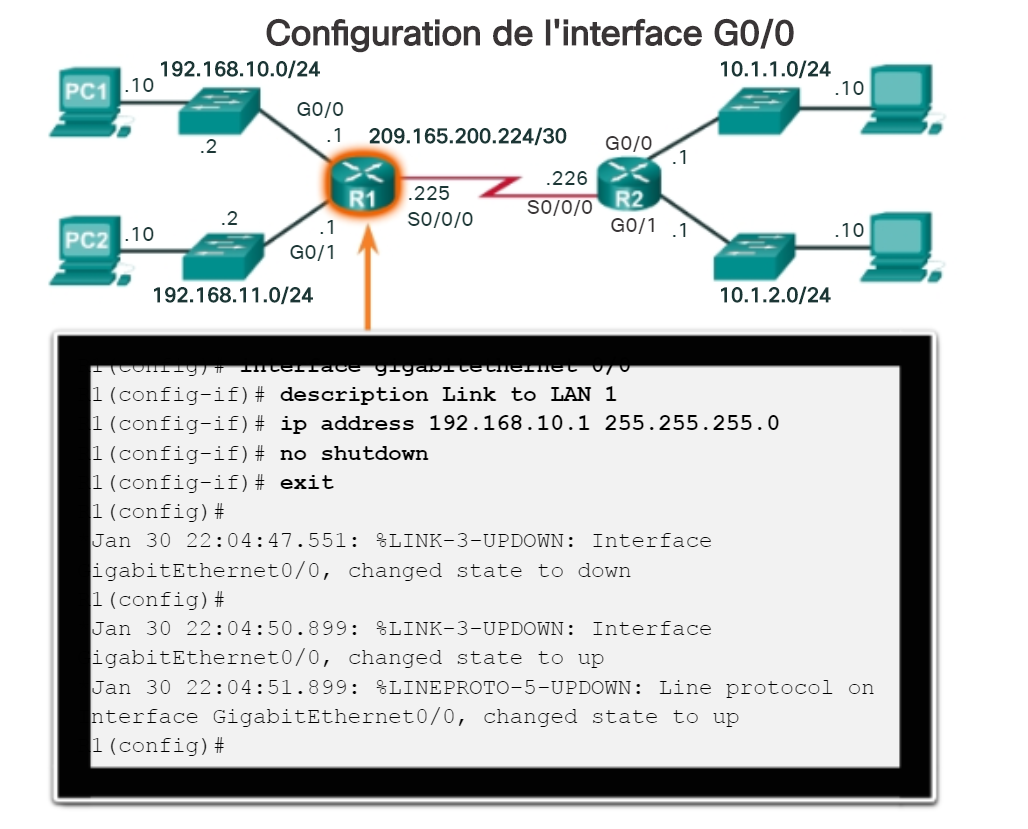 Configuration de l'interface G0/0
192.168.10.0/24
10.1.1.0/24
PC1
.10
.10
G0/0
.2
.1
209.165.200.224/30
G0/0
.1
R1
.225
S0/0/0
.226
S0/0/0
R2
G0/1
.1
PC2
.10
.2
.1
G0/1
.10
192.168.11.0/24
10.1.2.0/24
1(config)# interface gigabitethernet 0/0
1(config-if)# description Link to LAN 1
1(config-if)# ip address 192.168.10.1 255.255.255.0
1(config-if)# no shutdown
1(config-if)# exit
1(config)#
Jan 30 22:04:47.551: %LINK-3-UPDOWN: Interface
igabitEthernet0/0, changed state to down
1(config)#
Jan 30 22:04:50.899: %LINK-3-UPDOWN: Interface
igabitEthernet0/0, changed state to up
Jan 30 22:04:51.899: %LINEPROTO-5-UPDOWN: Line protocol on
nterface GigabitEthernet0/0, changed state to up
1(config)#